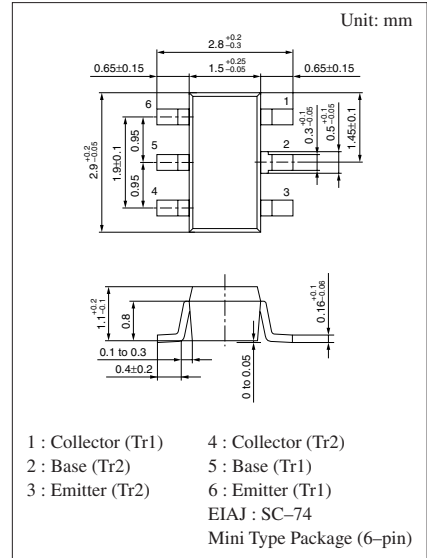 Unit: mm
2.8 +0.2 −0.3
0.65±0.15 1.5 +0.25 −0.05 0.65±0.15
6 1
5 2
4 3
2.9 +0.2 −0.05
1.9±0.1
0.95
0.95
0.3 +0.1 −0.05
0.5 +0.1 −0.05
1.45±0.1
1.1 +0.2 −0.1
0.8
0.16 +0.1 −0.06
0.1 to 0.3
0.4±0.2
0 to 0.05
1 : Collector (Tr1) 4 : Collector (Tr2)
2 : Base (Tr2) 5 : Base (Tr1)
3 : Emitter (Tr2) 6 : Emitter (Tr1)
EIAJ : SC–74
Mini Type Package (6–pin)